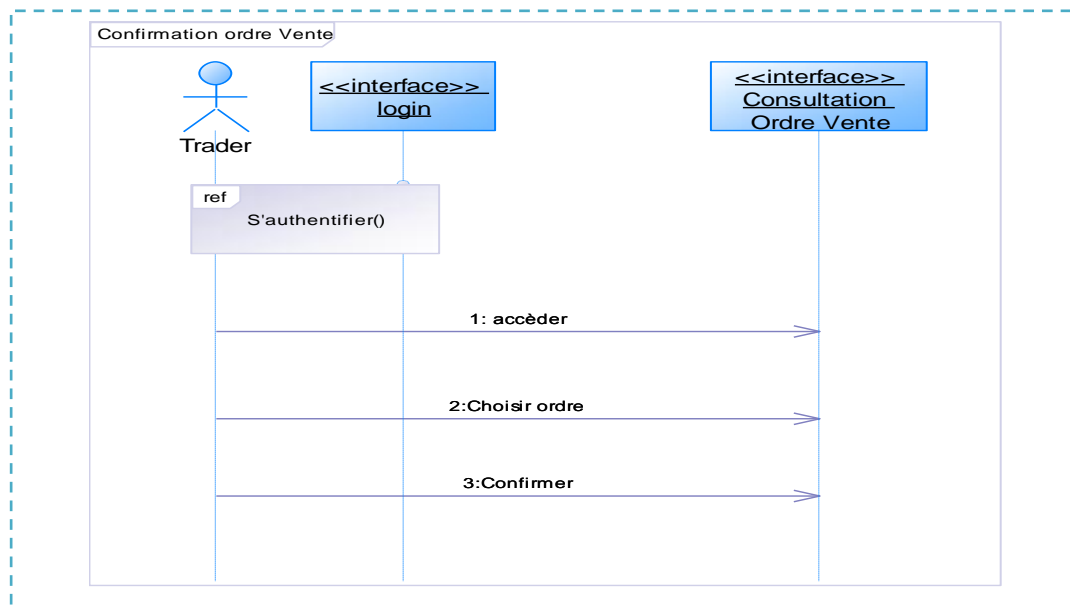 Confirmation ordre Vente
<<interface>>
login
<<interface>>
Consultation
Ordre Vente
Trader
ref
S'authentifier()
1: accèder
2:Choisir ordre
3:Confirmer